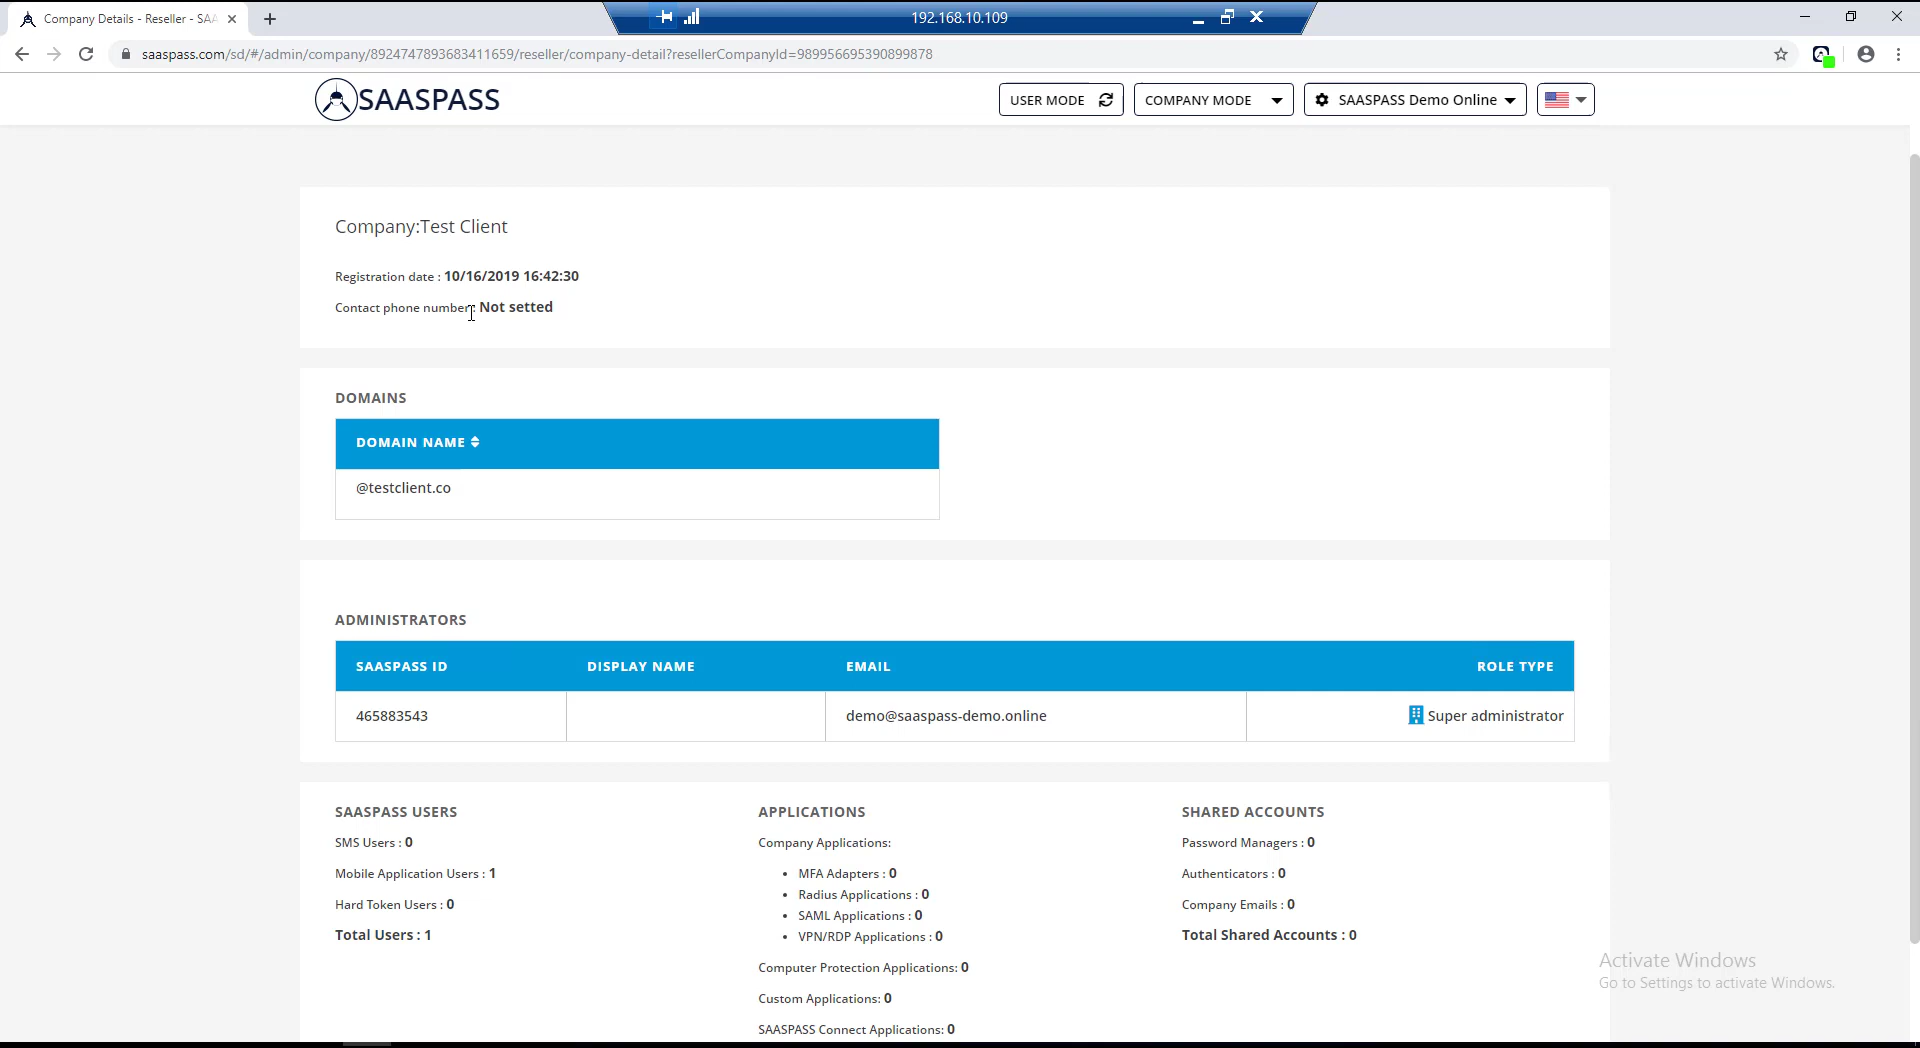 Company Details - Reseller - SAA
192.168.10.109
saaspass.com/sd/#/admin/company/8924747893683411659/reseller/company-detail?resellerCompanyId=989956695390899878
SAASPASS
USER MODE
COMPANY MODE
SAASPASS Demo Online
Company:Test Client
Registration date : 10/16/2019 16:42:30
Contact phone number : Not setted
DOMAINS
DOMAIN NAME
@testclient.co
ADMINISTRATORS
SAASPASS ID DISPLAY NAME EMAIL ROLE TYPE
465883543 demo@saaspass-demo.online Super administrator
SAASPASS USERS
SMS Users : 0
Mobile Application Users : 1
Hard Token Users : 0
Total Users : 1
APPLICATIONS
Company Applications:
• MFA Adapters : 0
• Radius Applications : 0
• SAML Applications : 0
• VPN/RDP Applications : 0
Computer Protection Applications: 0
Custom Applications: 0
SAASPASS Connect Applications: 0
SHARED ACCOUNTS
Password Managers : 0
Authenticators : 0
Company Emails : 0
Total Shared Accounts : 0
Activate Windows
Go to Settings to activate Windows.